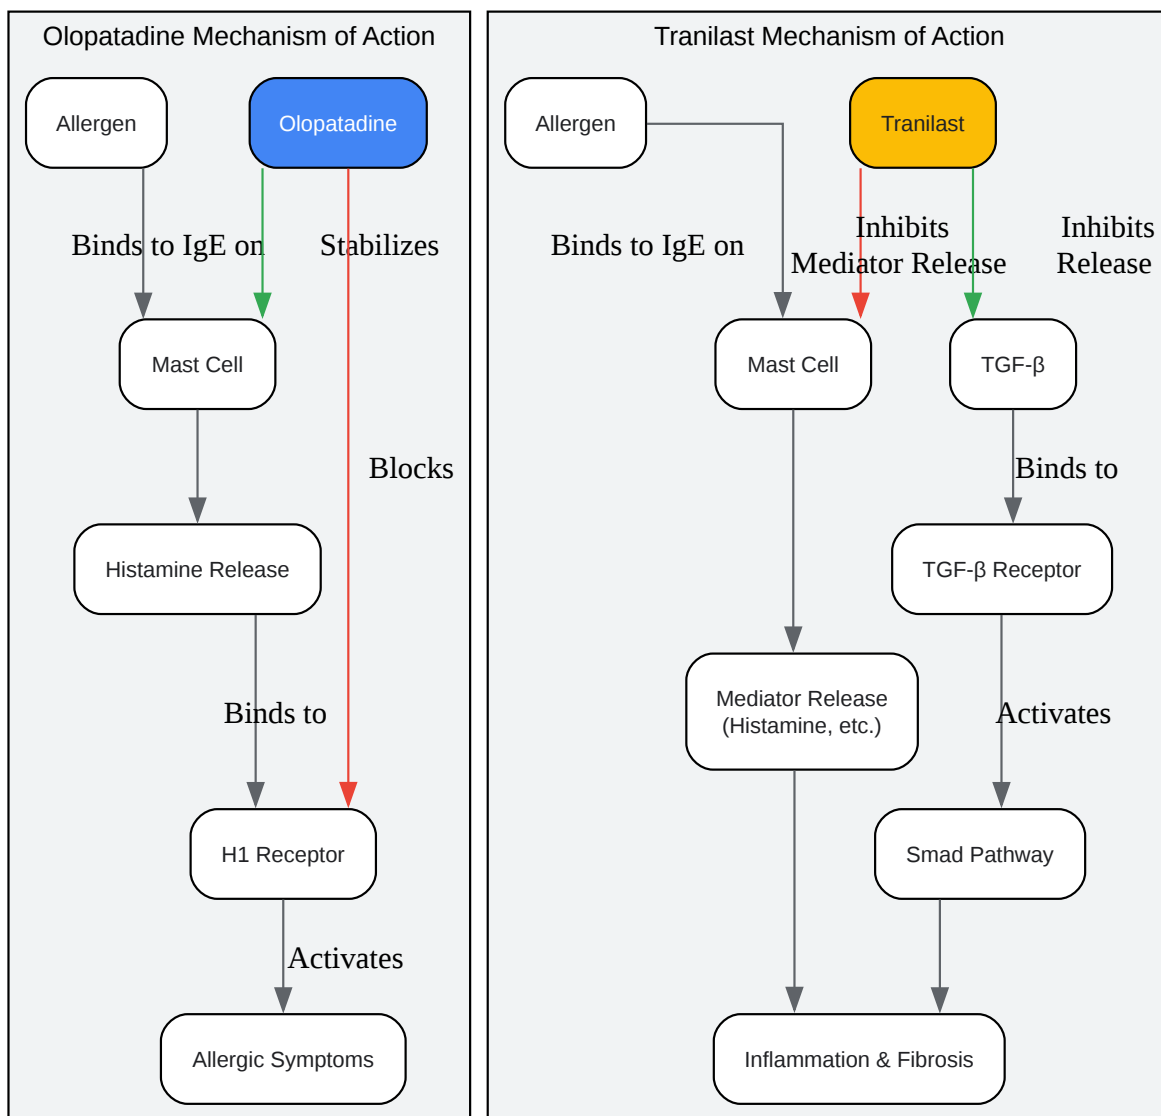 Olopatadine Mechanism of Action
Allergen
Olopatadine
Binds to IgE on
Stabilizes
Mast Cell
Blocks
Histamine Release
Binds to
H1 Receptor
Activates
Allergic Symptoms
Tranilast Mechanism of Action
Allergen
Tranilast
Binds to IgE on
Inhibits
Mediator Release
Inhibits
Release
Mast Cell
TGF-β
Binds to
TGF-β Receptor
Mediator Release
(Histamine, etc.)
Activates
Smad Pathway
Inflammation & Fibrosis